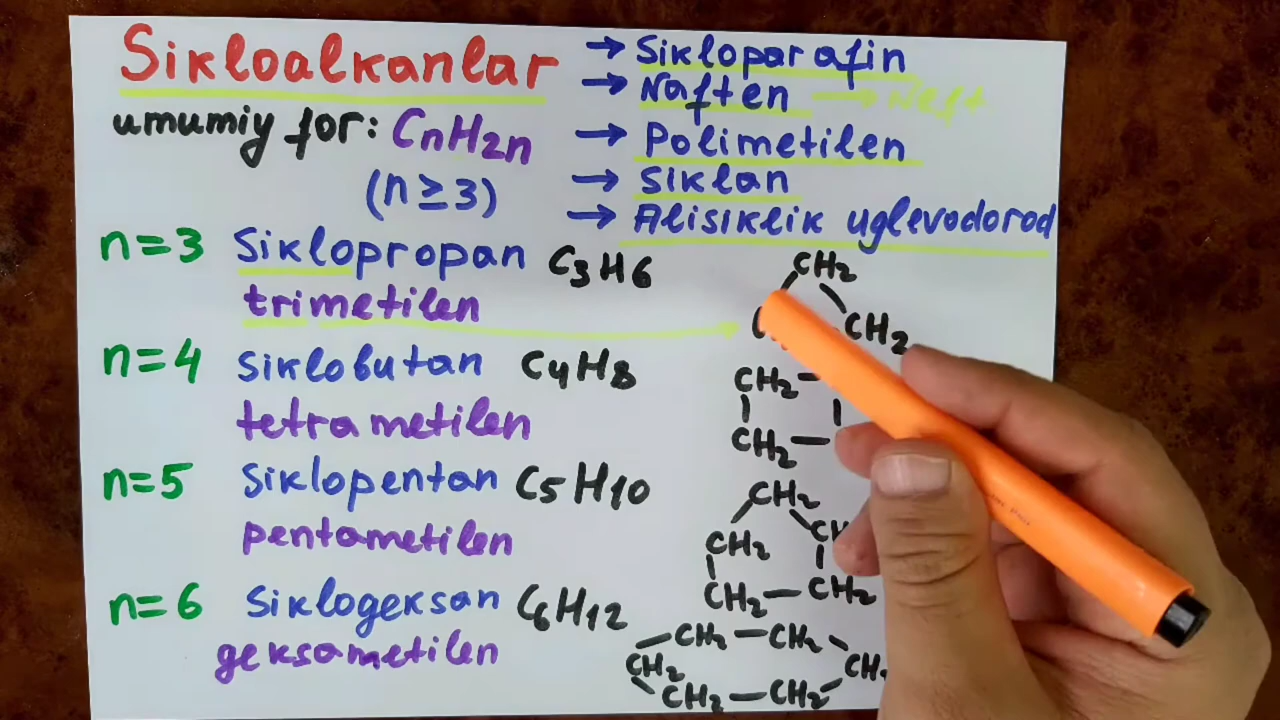 Sikloalkanlar
umumiy for: CnH2n
(n ≥ 3)
→ Sikloparafin
→ Naften → Neft
→ Polimetilen
→ Siklan
→ Alisiklik uglevodorod
n=3 Siklopropan C3H6
trimetilen
CH2
CH2
n=4 Siklobutan C4H8
tetrametilen
CH2
CH2
n=5 Siklopentan C5H10
pentametilen
CH2
CH2
CH2 CH2
n=6 Siklogeksan C6H12
geksametilen
CH2 CH2
CH2
CH2 CH2